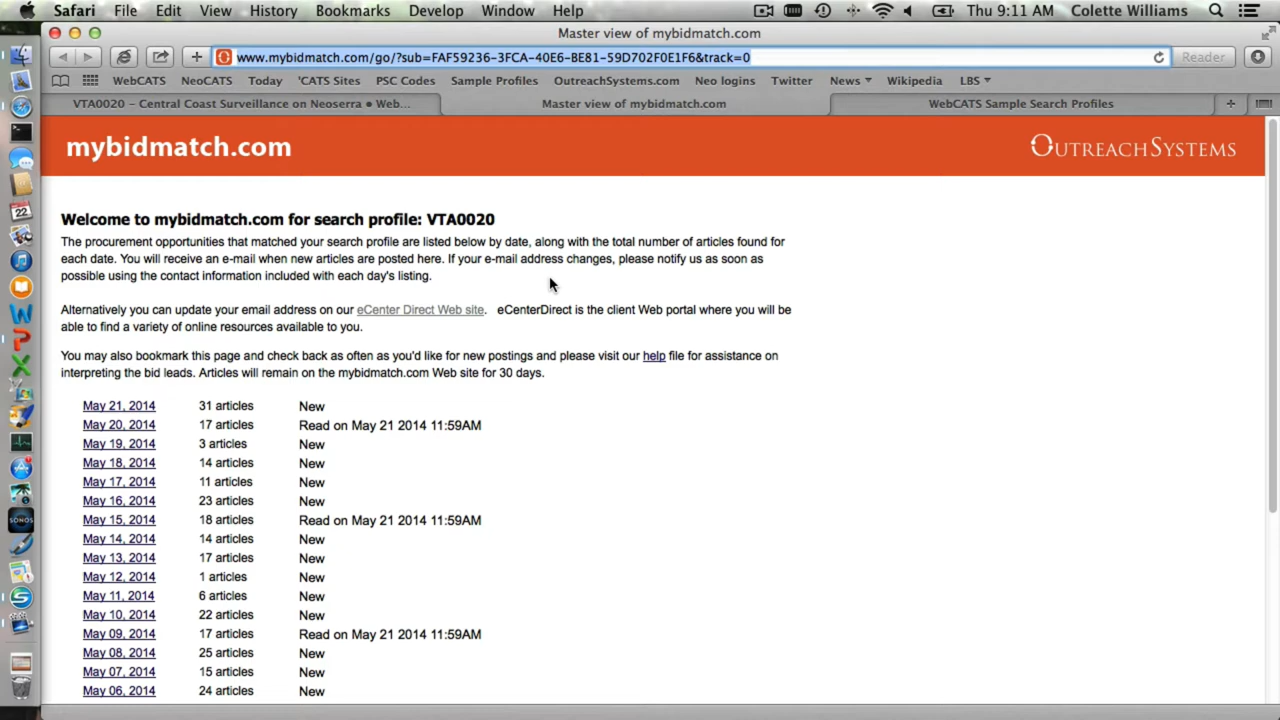 Safari File Edit View History Bookmarks Develop Window Help Thu 9:11 AM Colette Williams
Master view of mybidmatch.com
www.mybidmatch.com/go/?sub=FAF59236-3FCA-40E6-BE81-59D702F0E1F6&track=0 Reader
WebCATS NeoCATS Today 'CATS Sites PSC Codes Sample Profiles OutreachSystems.com Neo logins Twitter News Wikipedia LBS
VTA0020 – Central Coast Surveillance on Neoserra • Web... Master view of mybidmatch.com WebCATS Sample Search Profiles
mybidmatch.com OUTREACHSYSTEMS
Welcome to mybidmatch.com for search profile: VTA0020
The procurement opportunities that matched your search profile are listed below by date, along with the total number of articles found for
each date. You will receive an e-mail when new articles are posted here. If your e-mail address changes, please notify us as soon as
possible using the contact information included with each day's listing.
Alternatively you can update your email address on our eCenter Direct Web site. eCenterDirect is the client Web portal where you will be
able to find a variety of online resources available to you.
You may also bookmark this page and check back as often as you'd like for new postings and please visit our help file for assistance on
interpreting the bid leads. Articles will remain on the mybidmatch.com Web site for 30 days.
May 21, 2014 31 articles New
May 20, 2014 17 articles Read on May 21 2014 11:59AM
May 19, 2014 3 articles New
May 18, 2014 14 articles New
May 17, 2014 11 articles New
May 16, 2014 23 articles New
May 15, 2014 18 articles Read on May 21 2014 11:59AM
May 14, 2014 14 articles New
May 13, 2014 17 articles New
May 12, 2014 1 articles New
May 11, 2014 6 articles New
May 10, 2014 22 articles New
May 09, 2014 17 articles Read on May 21 2014 11:59AM
May 08, 2014 25 articles New
May 07, 2014 15 articles New
May 06, 2014 24 articles New
22
SONOS